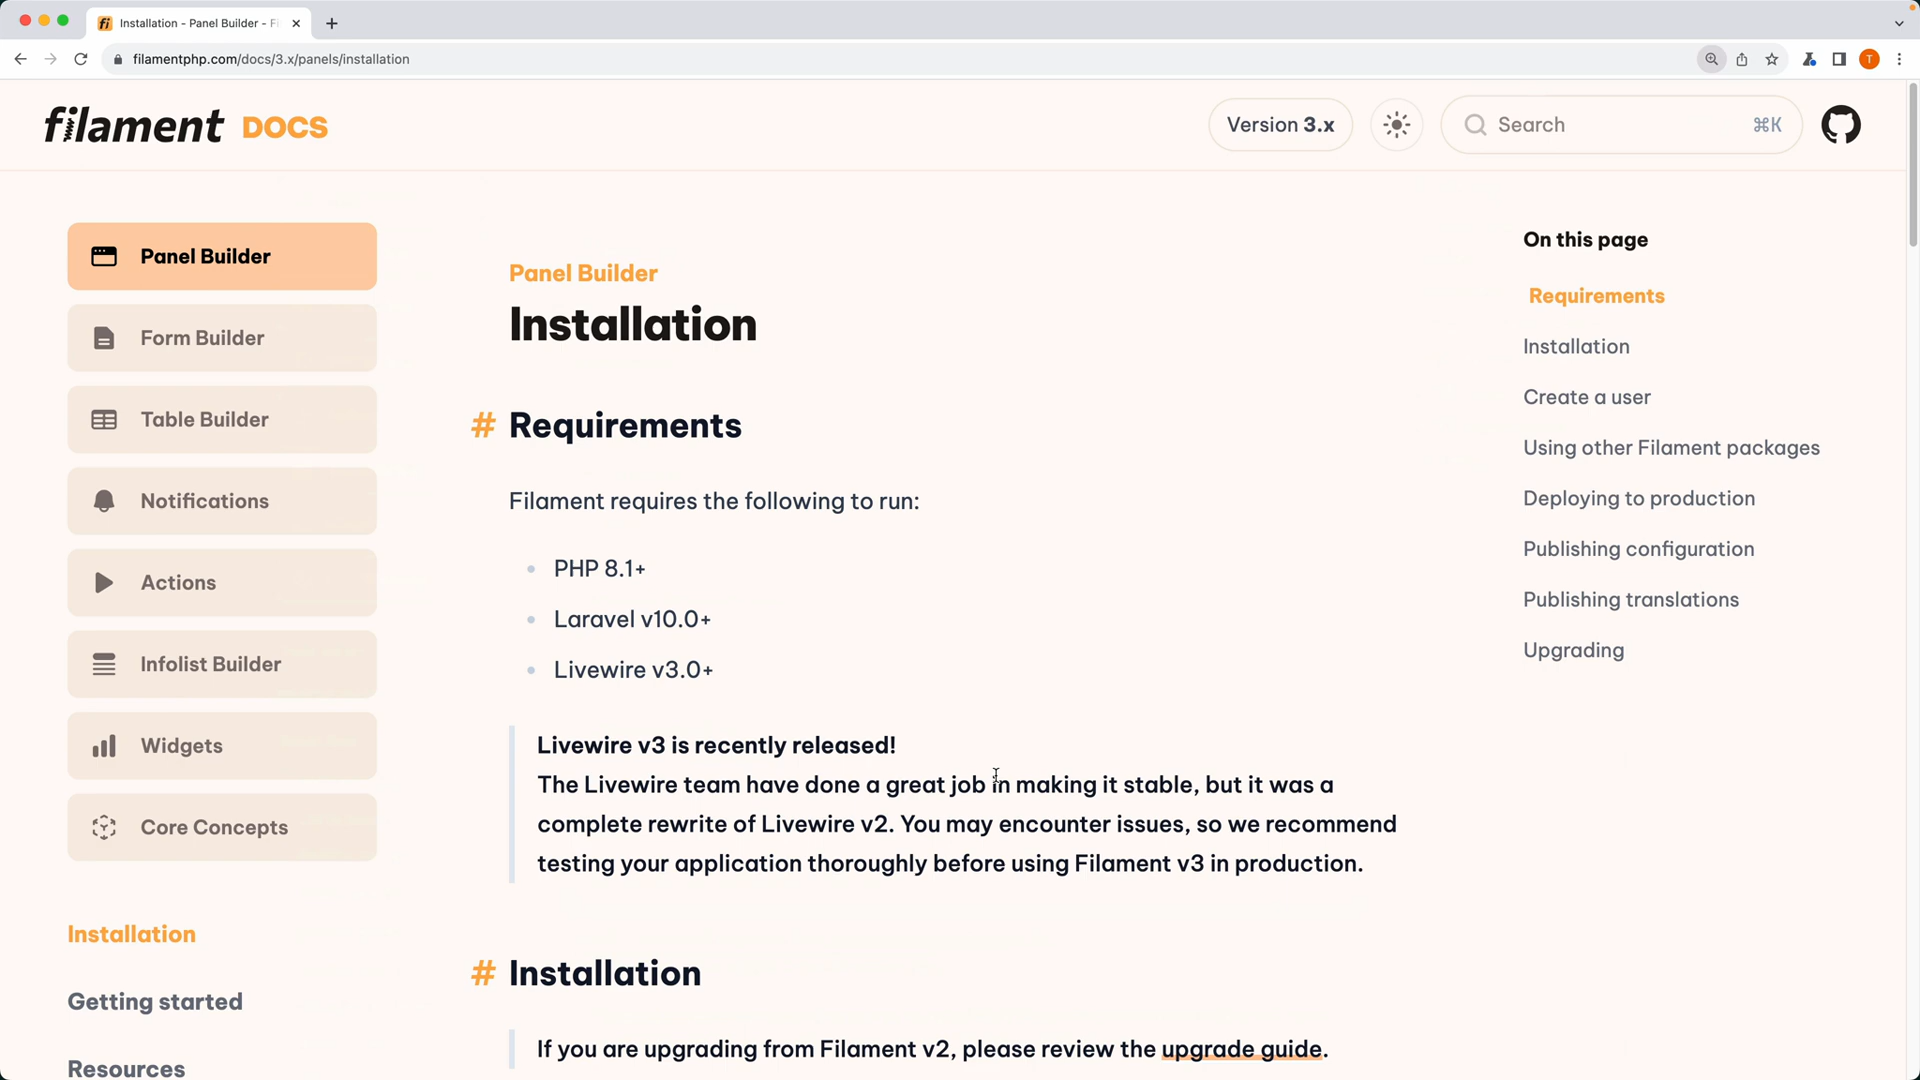 Installation - Panel Builder - Fi
filamentphp.com/docs/3.x/panels/installation
T
filament DOCS
Version 3.x
Search
⌘K
Panel Builder
Form Builder
Table Builder
Notifications
Actions
Infolist Builder
Widgets
Core Concepts
Installation
Getting started
Resources
Panel Builder
Installation
# Requirements
Filament requires the following to run:
• PHP 8.1+
• Laravel v10.0+
• Livewire v3.0+
Livewire v3 is recently released!
The Livewire team have done a great job in making it stable, but it was a
complete rewrite of Livewire v2. You may encounter issues, so we recommend
testing your application thoroughly before using Filament v3 in production.
# Installation
If you are upgrading from Filament v2, please review the upgrade guide.
On this page
Requirements
Installation
Create a user
Using other Filament packages
Deploying to production
Publishing configuration
Publishing translations
Upgrading